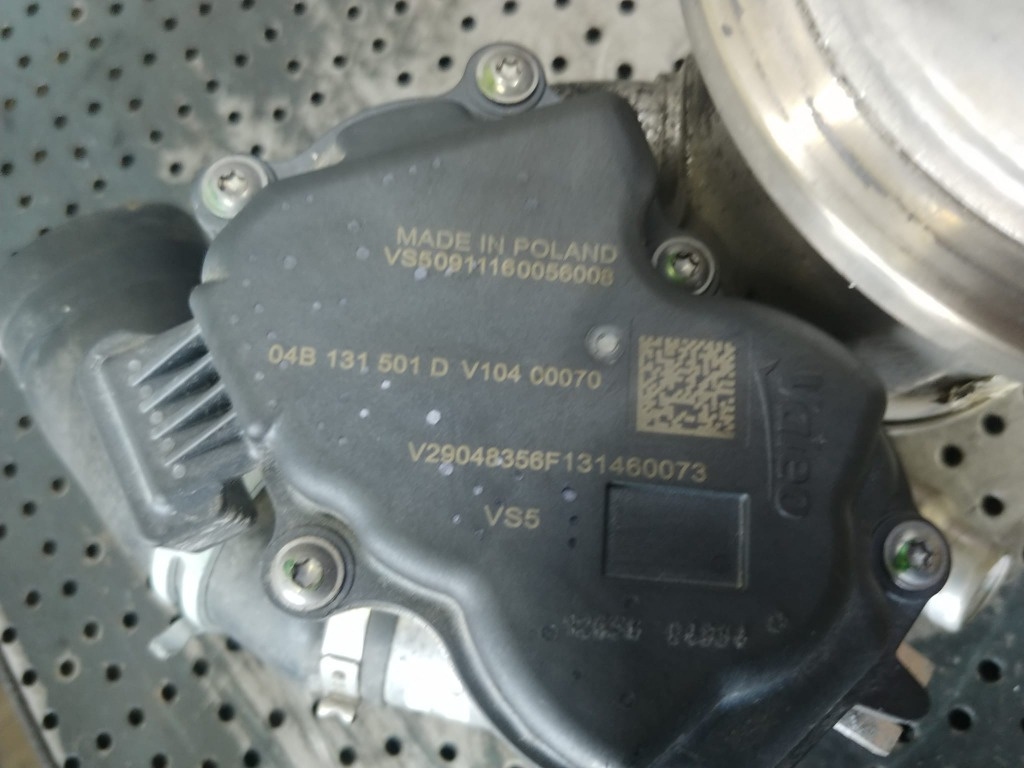 MADE IN POLAND
VS50911160056008
04B 131 501 D V104 00070
V29048356F131460073
VS5